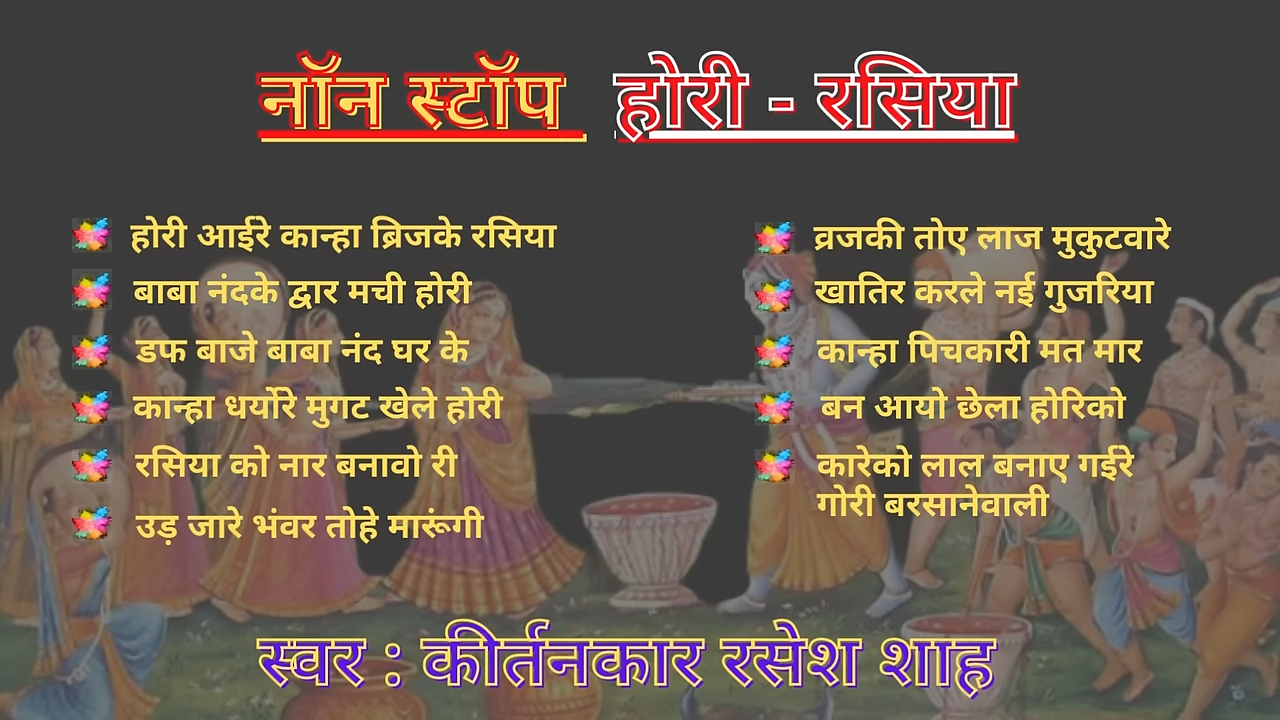 नॉन स्टॉप होरी - रसिया
होरी आईरे कान्हा ब्रिजके रसिया
बाबा नंदके द्वार मची होरी
डफ बाजे बाबा नंद घर के
कान्हा धर्योरे मुगट खेले होरी
रसिया को नार बनावो री
उड़ जारे भंवर तोहे मारूंगी
व्रजकी तोए लाज मुकुटवारे
खातिर करले नई गुजरिया
कान्हा पिचकारी मत मार
बन आयो छेला होरिको
कारेको लाल बनाए गईरे
गोरी बरसानेवाली
स्वर : कीर्तनकार रसेश शाह